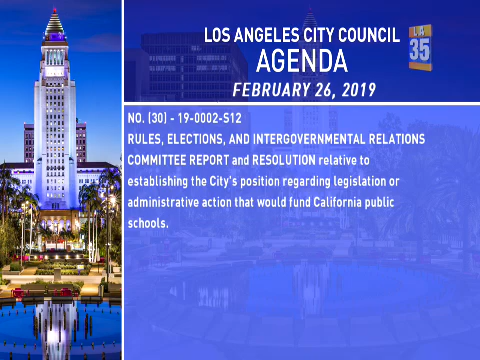 LOS ANGELES CITY COUNCIL
AGENDA
FEBRUARY 26, 2019
LA
35
NO. (30) - 19-0002-S12
RULES, ELECTIONS, AND INTERGOVERNMENTAL RELATIONS
COMMITTEE REPORT and RESOLUTION relative to
establishing the City's position regarding legislation or
administrative action that would fund California public
schools.